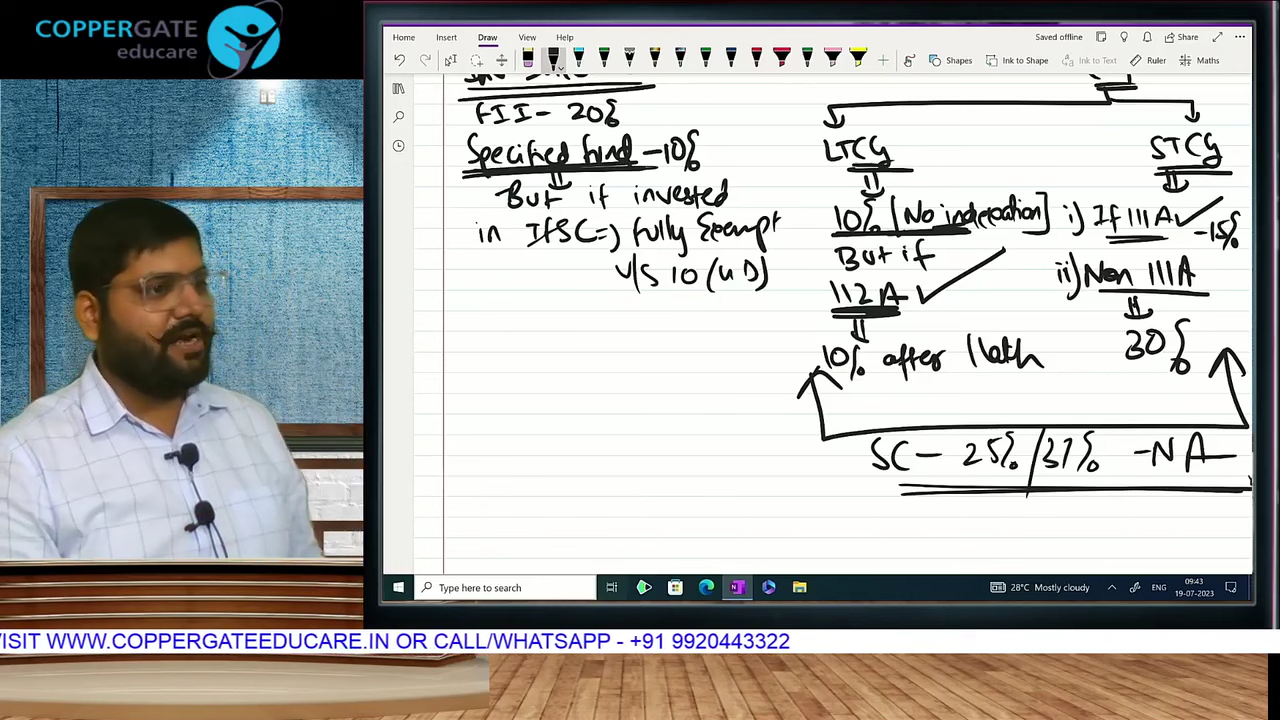 COPPERGATE
educare
Home Insert Draw View Help
Saved offline
Share
Shapes
Ink to Shape
Ink to Text
Ruler
Maths
FII - 20%
Specified fund - 10%
But if invested
in IFSC => fully Exempt
u/s 10 (4D)
LTCG
10% [No indexation]
But if
112A
10% after 1 lakh
STCG
i) If 111A - 15%
ii) Non 111A
30%
SC - 25% / 37% - NA
Type here to search
28°C Mostly cloudy
ENG
09:43
19-07-2023
VISIT WWW.COPPERGATEEDUCARE.IN OR CALL/WHATSAPP - +91 9920443322